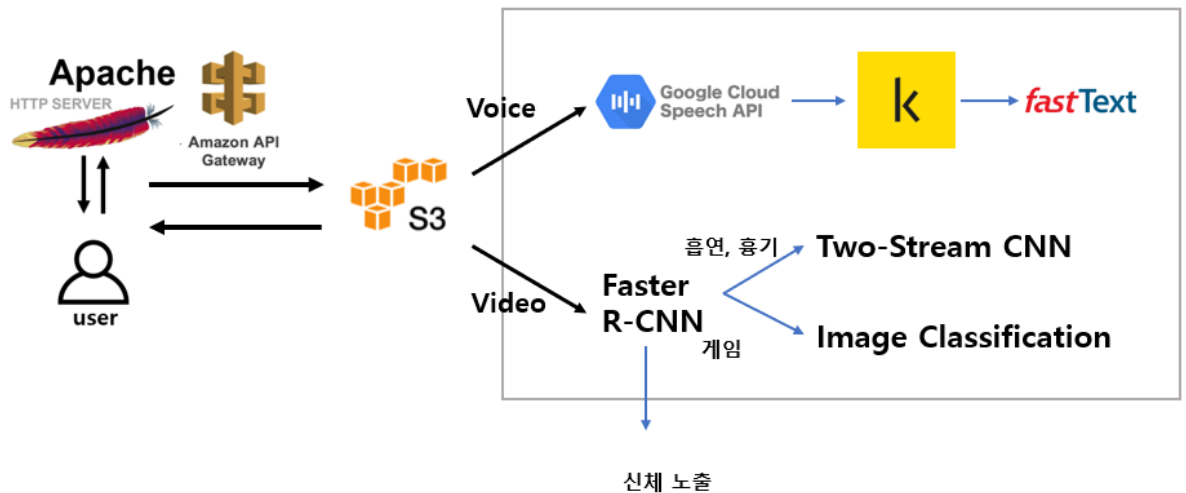 Apache
HTTP SERVER
Amazon API
Gateway
user
S3
Voice
Video
Google Cloud
Speech API
k
fastText
흡연, 흉기
Two-Stream CNN
Faster
R-CNN
게임
Image Classification
신체 노출